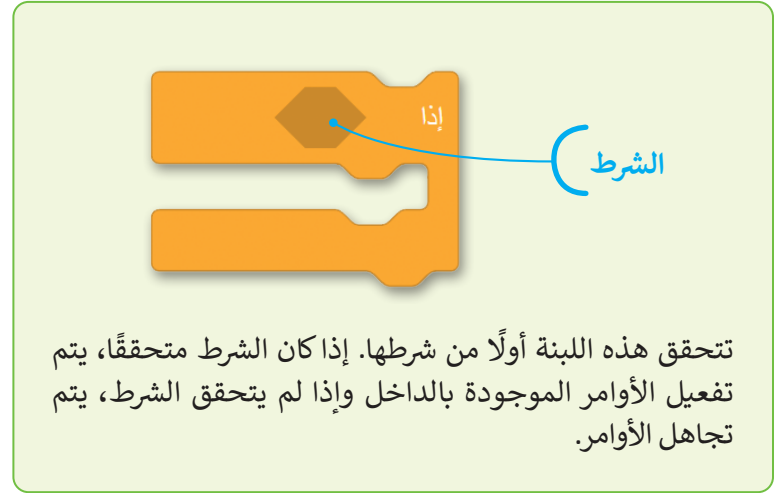 إذا
الشرط
تتحقق هذه اللبنة أولًا من شرطها. إذا كان الشرط متحققًا، يتم
تفعيل الأوامر الموجودة بالداخل وإذا لم يتحقق الشرط، يتم
تجاهل الأوامر.